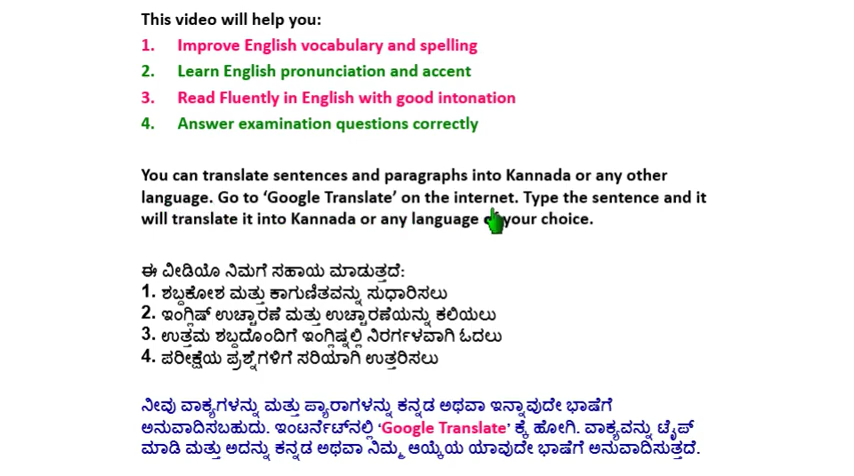 This video will help you:
1. Improve English vocabulary and spelling
2. Learn English pronunciation and accent
3. Read Fluently in English with good intonation
4. Answer examination questions correctly
You can translate sentences and paragraphs into Kannada or any other
language. Go to ‘Google Translate’ on the internet. Type the sentence and it
will translate it into Kannada or any language of your choice.
ಈ ವೀಡಿಯೊ ನಿಮಗೆ ಸಹಾಯ ಮಾಡುತ್ತದೆ:
1. ಶಬ್ದಕೋಶ ಮತ್ತು ಕಾಗುಣಿತವನ್ನು ಸುಧಾರಿಸಲು
2. ಇಂಗ್ಲಿಷ್ ಉಚ್ಚಾರಣೆ ಮತ್ತು ಉಚ್ಚಾರಣೆಯನ್ನು ಕಲಿಯಲು
3. ಉತ್ತಮ ಶಬ್ದದೊಂದಿಗೆ ಇಂಗ್ಲಿಷ್ನಲ್ಲಿ ನಿರರ್ಗಳವಾಗಿ ಓದಲು
4. ಪರೀಕ್ಷೆಯ ಪ್ರಶ್ನೆಗಳಿಗೆ ಸರಿಯಾಗಿ ಉತ್ತರಿಸಲು
ನೀವು ವಾಕ್ಯಗಳನ್ನು ಮತ್ತು ಪ್ಯಾರಾಗಳನ್ನು ಕನ್ನಡ ಅಥವಾ ಇನ್ನಾವುದೇ ಭಾಷೆಗೆ
ಅನುವಾದಿಸಬಹುದು. ಇಂಟರ್ನೆಟ್‌ನಲ್ಲಿ ‘Google Translate’ ಕ್ಕೆ ಹೋಗಿ. ವಾಕ್ಯವನ್ನು ಟೈಪ್
ಮಾಡಿ ಮತ್ತು ಅದನ್ನು ಕನ್ನಡ ಅಥವಾ ನಿಮ್ಮ ಆಯ್ಕೆಯ ಯಾವುದೇ ಭಾಷೆಗೆ ಅನುವಾದಿಸುತ್ತದೆ.